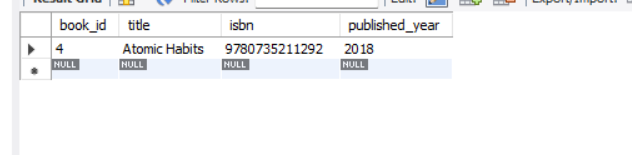 Result Grid Filter Rows: Edit: Export/Import:
book_id title isbn published_year
4 Atomic Habits 9780735211292 2018
NULL NULL NULL NULL